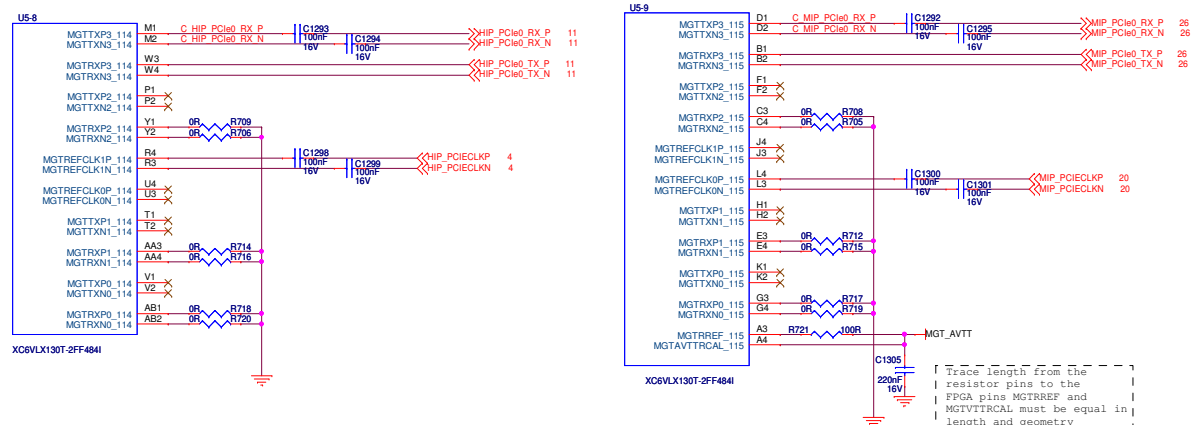 U5-8
MGTTXP3_114 M1 C_HIP_PCIe0_RX_P C1293 HIP_PCIe0_RX_P 11
MGTTXN3_114 M2 C_HIP_PCIe0_RX_N 100nF C1294 HIP_PCIe0_RX_N 11
16V 100nF
16V
MGTRXP3_114 W3 HIP_PCIe0_TX_P 11
MGTRXN3_114 W4 HIP_PCIe0_TX_N 11
MGTTXP2_114 P1
MGTTXN2_114 P2
MGTRXP2_114 Y1 0R R709
MGTRXN2_114 Y2 0R R706
MGTREFCLK1P_114 R4 C1298 HIP_PCIECLKP 4
MGTREFCLK1N_114 R3 100nF C1299 HIP_PCIECLKN 4
16V 100nF
16V
MGTREFCLK0P_114 U4
MGTREFCLK0N_114 U3
MGTTXP1_114 T1
MGTTXN1_114 T2
MGTRXP1_114 AA3 0R R714
MGTRXN1_114 AA4 0R R716
MGTTXP0_114 V1
MGTTXN0_114 V2
MGTRXP0_114 AB1 0R R718
MGTRXN0_114 AB2 0R R720
XC6VLX130T-2FF484I
U5-9
MGTTXP3_115 D1 C_MIP_PCIe0_RX_P C1292 MIP_PCIe0_RX_P 26
MGTTXN3_115 D2 C_MIP_PCIe0_RX_N 100nF C1295 MIP_PCIe0_RX_N 26
16V 100nF
16V
MGTRXP3_115 B1 MIP_PCIe0_TX_P 26
MGTRXN3_115 B2 MIP_PCIe0_TX_N 26
MGTTXP2_115 F1
MGTTXN2_115 F2
MGTRXP2_115 C3 0R R708
MGTRXN2_115 C4 0R R705
MGTREFCLK1P_115 J4
MGTREFCLK1N_115 J3
MGTREFCLK0P_115 L4 C1300 MIP_PCIECLKP 20
MGTREFCLK0N_115 L3 100nF C1301 MIP_PCIECLKN 20
16V 100nF
16V
MGTTXP1_115 H1
MGTTXN1_115 H2
MGTRXP1_115 E3 0R R712
MGTRXN1_115 E4 0R R715
MGTTXP0_115 K1
MGTTXN0_115 K2
MGTRXP0_115 G3 0R R717
MGTRXN0_115 G4 0R R719
MGTRREF_115 A3 R721 100R MGT_AVTT
MGTAVTTRCAL_115 A4
C1305
220nF
16V
XC6VLX130T-2FF484I
Trace length from the
resistor pins to the
FPGA pins MGTRREF and
MGTVTTRCAL must be equal in
length and geometry